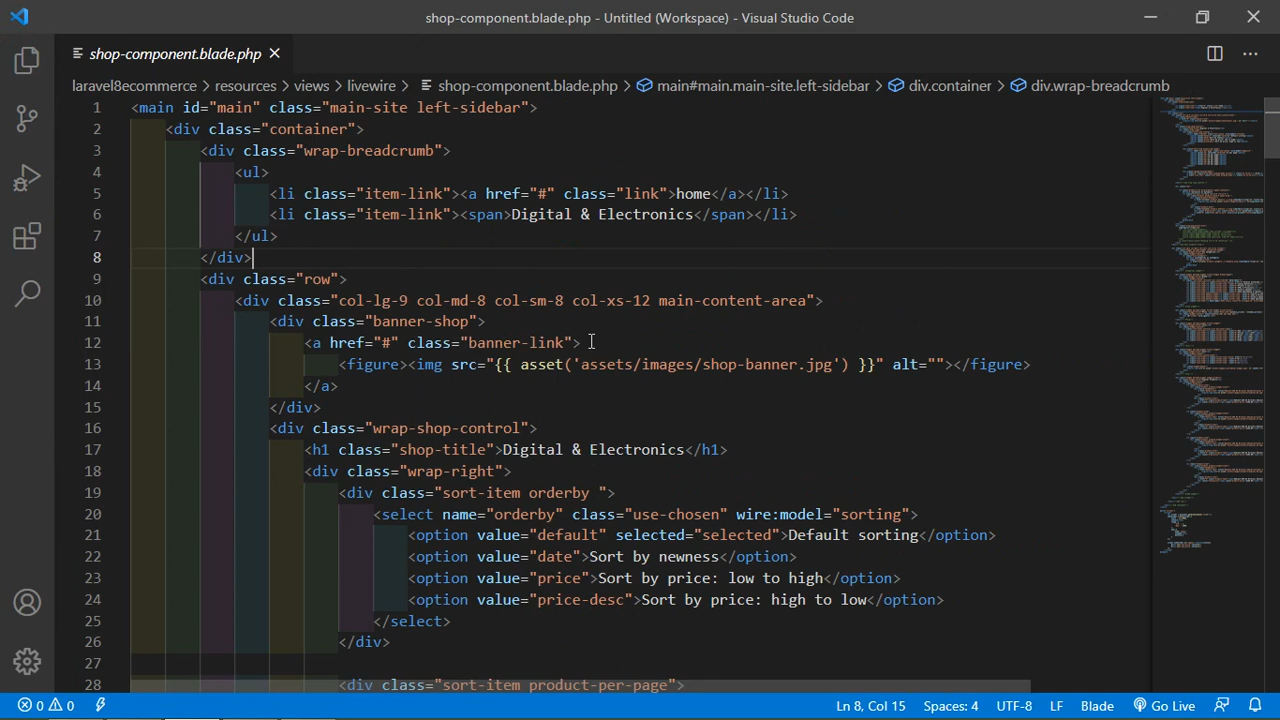 shop-component.blade.php - Untitled (Workspace) - Visual Studio Code
shop-component.blade.php
laravel8ecommerce > resources > views > livewire > shop-component.blade.php > main#main.main-site.left-sidebar > div.container > div.wrap-breadcrumb
1 <main id="main" class="main-site left-sidebar">
2 <div class="container">
3 <div class="wrap-breadcrumb">
4 <ul>
5 <li class="item-link"><a href="#" class="link">home</a></li>
6 <li class="item-link"><span>Digital & Electronics</span></li>
7 </ul>
8 </div>
9 <div class="row">
10 <div class="col-lg-9 col-md-8 col-sm-8 col-xs-12 main-content-area">
11 <div class="banner-shop">
12 <a href="#" class="banner-link">
13 <figure><img src="{{ asset('assets/images/shop-banner.jpg') }}" alt=""></figure>
14 </a>
15 </div>
16 <div class="wrap-shop-control">
17 <h1 class="shop-title">Digital & Electronics</h1>
18 <div class="wrap-right">
19 <div class="sort-item orderby ">
20 <select name="orderby" class="use-chosen" wire:model="sorting">
21 <option value="default" selected="selected">Default sorting</option>
22 <option value="date">Sort by newness</option>
23 <option value="price">Sort by price: low to high</option>
24 <option value="price-desc">Sort by price: high to low</option>
25 </select>
26 </div>
27
28 <div class="sort-item product-per-page">
0 0 Ln 8, Col 15 Spaces: 4 UTF-8 LF Blade Go Live